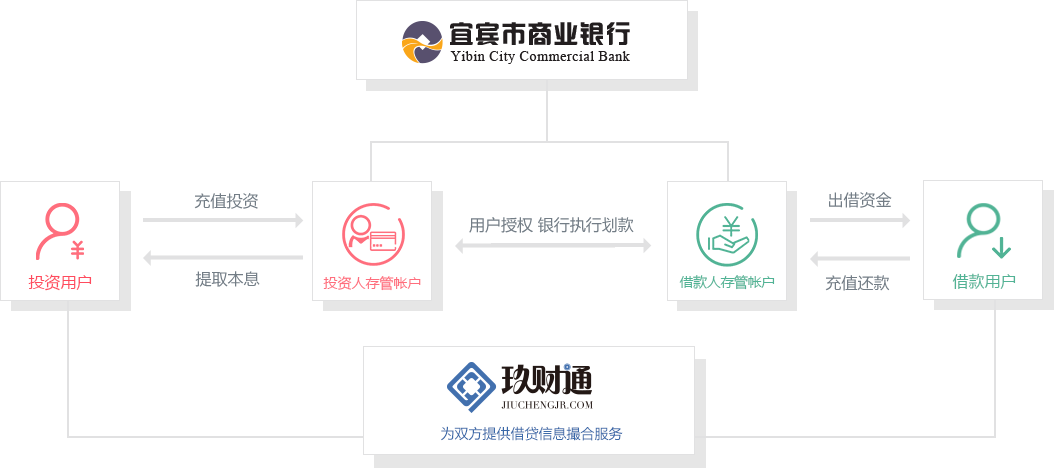 宜宾市商业银行
Yibin City Commercial Bank
充值投资
提取本息
用户授权 银行执行划款
出借资金
充值还款
投资用户
投资人存管帐户
借款人存管帐户
借款用户
玖财通
JIUCHENGJR.COM
为双方提供借贷信息撮合服务